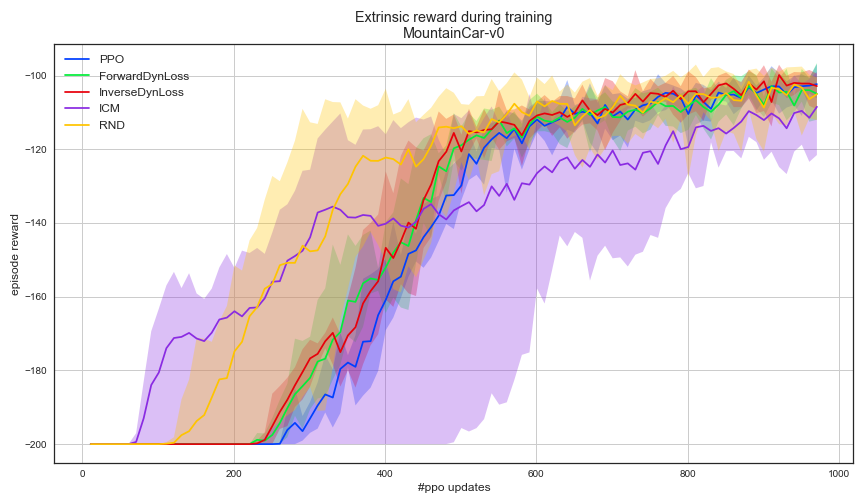 Extrinsic reward during training
MountainCar-v0
PPO
ForwardDynLoss
InverseDynLoss
ICM
RND
episode reward
−100
−120
−140
−160
−180
−200
0
200
400
600
800
1000
#ppo updates